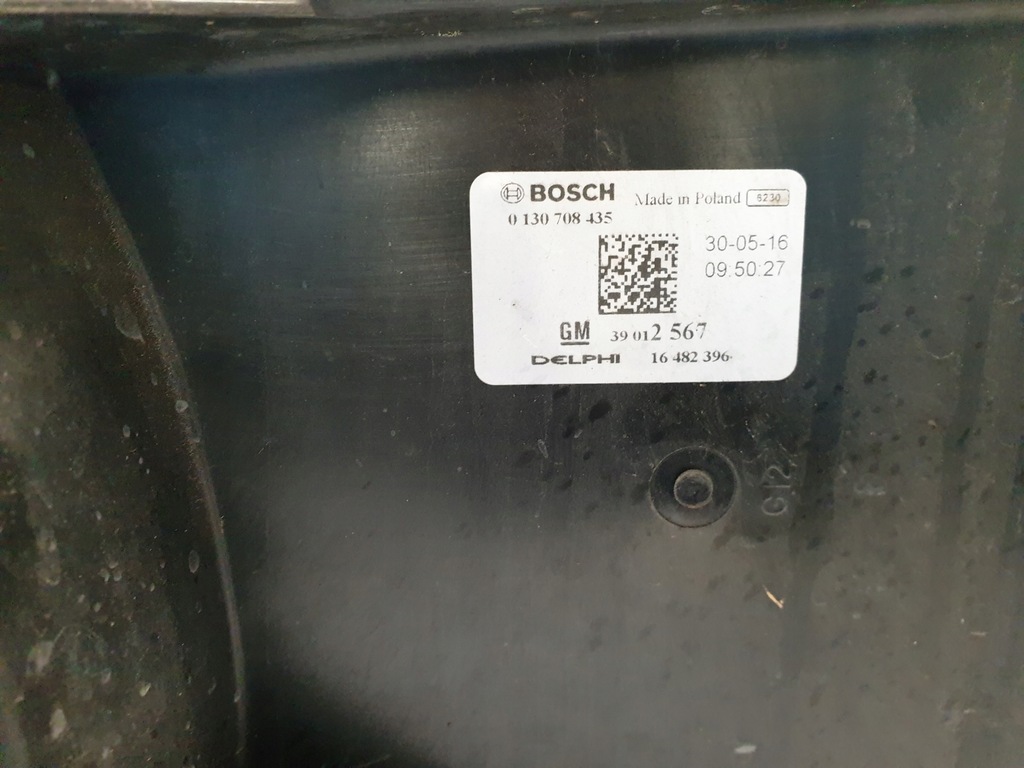 BOSCH Made in Poland 6230
0 130 708 435
30-05-16
09:50:27
GM 39 012 567
DELPHI 16 482 396